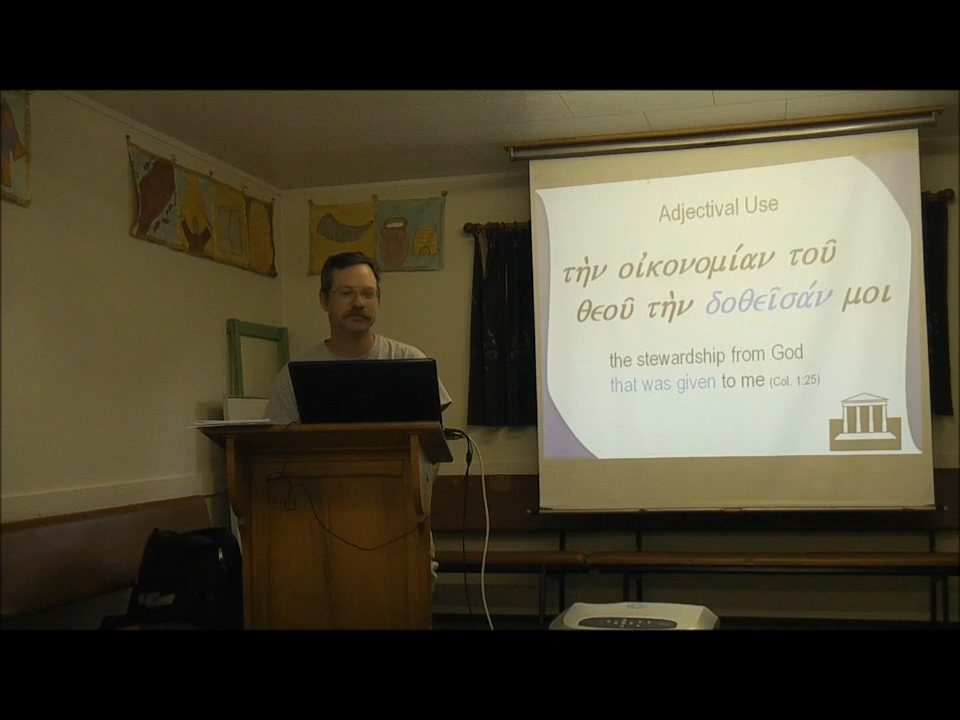 Adjectival Use
τὴν οἰκονομίαν τοῦ
θεοῦ τὴν δοθεῖσάν μοι
the stewardship from God
that was given to me (Col. 1:25)